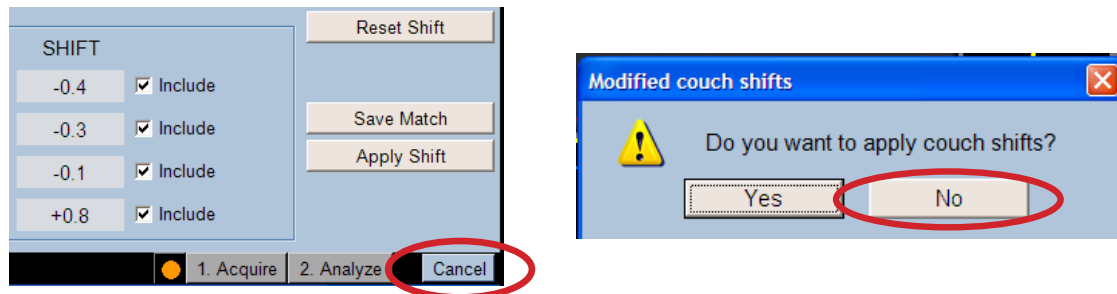 Reset Shift
SHIFT
-0.4 Include
-0.3 Include
Save Match
-0.1 Include
Apply Shift
+0.8 Include
1. Acquire 2. Analyze Cancel
Modified couch shifts
Do you want to apply couch shifts?
Yes No